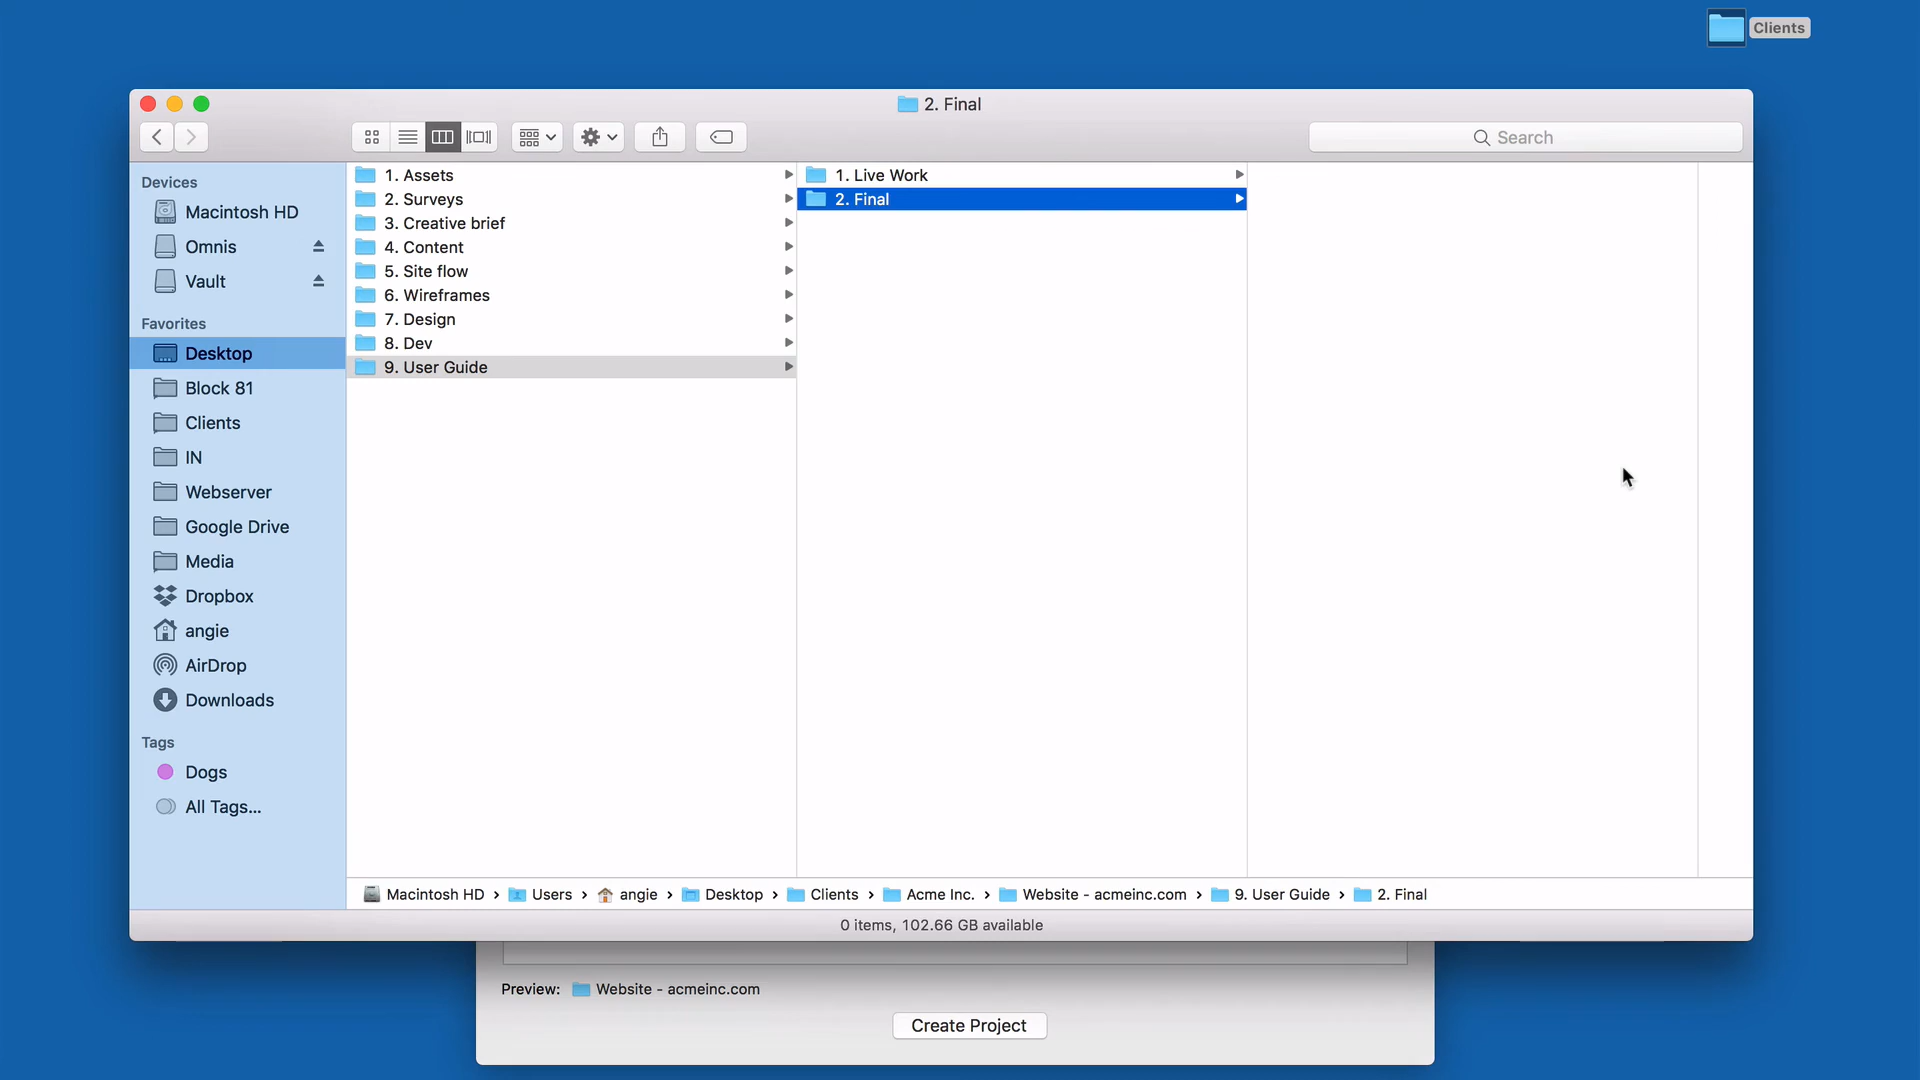 Clients
2. Final
Search
Devices
Macintosh HD
Omnis
Vault
Favorites
Desktop
Block 81
Clients
IN
Webserver
Google Drive
Media
Dropbox
angie
AirDrop
Downloads
Tags
Dogs
All Tags...
1. Assets
2. Surveys
3. Creative brief
4. Content
5. Site flow
6. Wireframes
7. Design
8. Dev
9. User Guide
1. Live Work
2. Final
Macintosh HD › Users › angie › Desktop › Clients › Acme Inc. › Website - acmeinc.com › 9. User Guide › 2. Final
0 items, 102.66 GB available
Preview: Website - acmeinc.com
Create Project